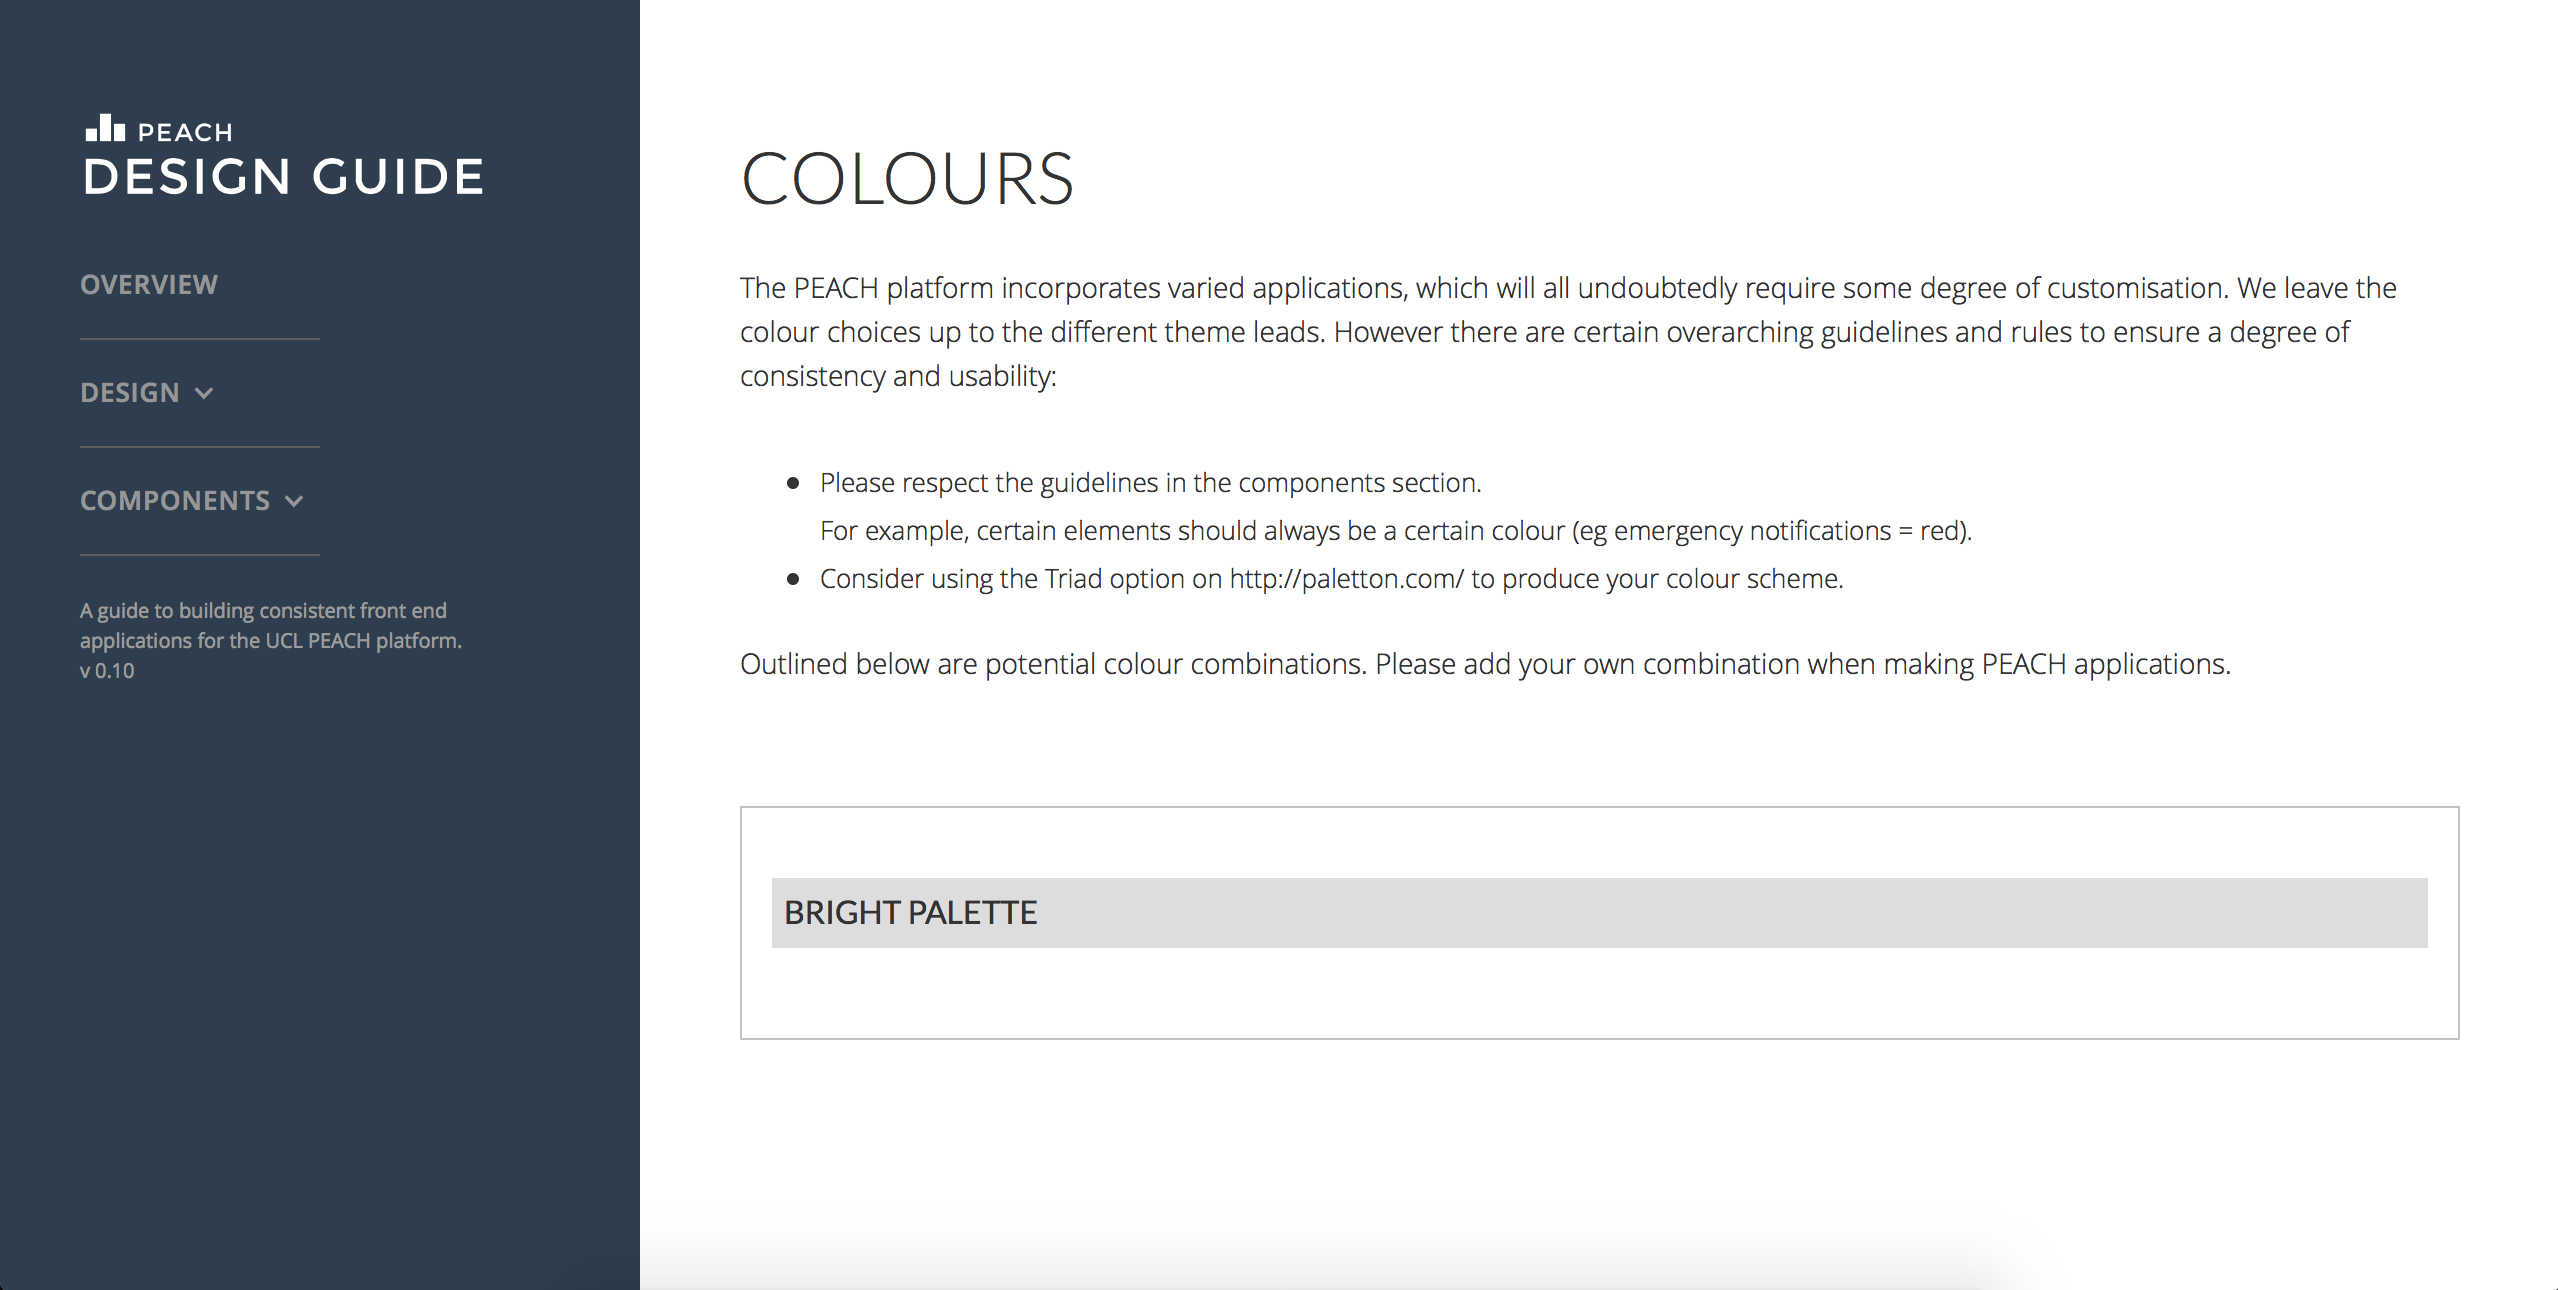 PEACH
DESIGN GUIDE
OVERVIEW
DESIGN
COMPONENTS
A guide to building consistent front end
applications for the UCL PEACH platform.
v 0.10
COLOURS
The PEACH platform incorporates varied applications, which will all undoubtedly require some degree of customisation. We leave the
colour choices up to the different theme leads. However there are certain overarching guidelines and rules to ensure a degree of
consistency and usability:
Please respect the guidelines in the components section.
For example, certain elements should always be a certain colour (eg emergency notifications = red).
Consider using the Triad option on http://paletton.com/ to produce your colour scheme.
Outlined below are potential colour combinations. Please add your own combination when making PEACH applications.
BRIGHT PALETTE